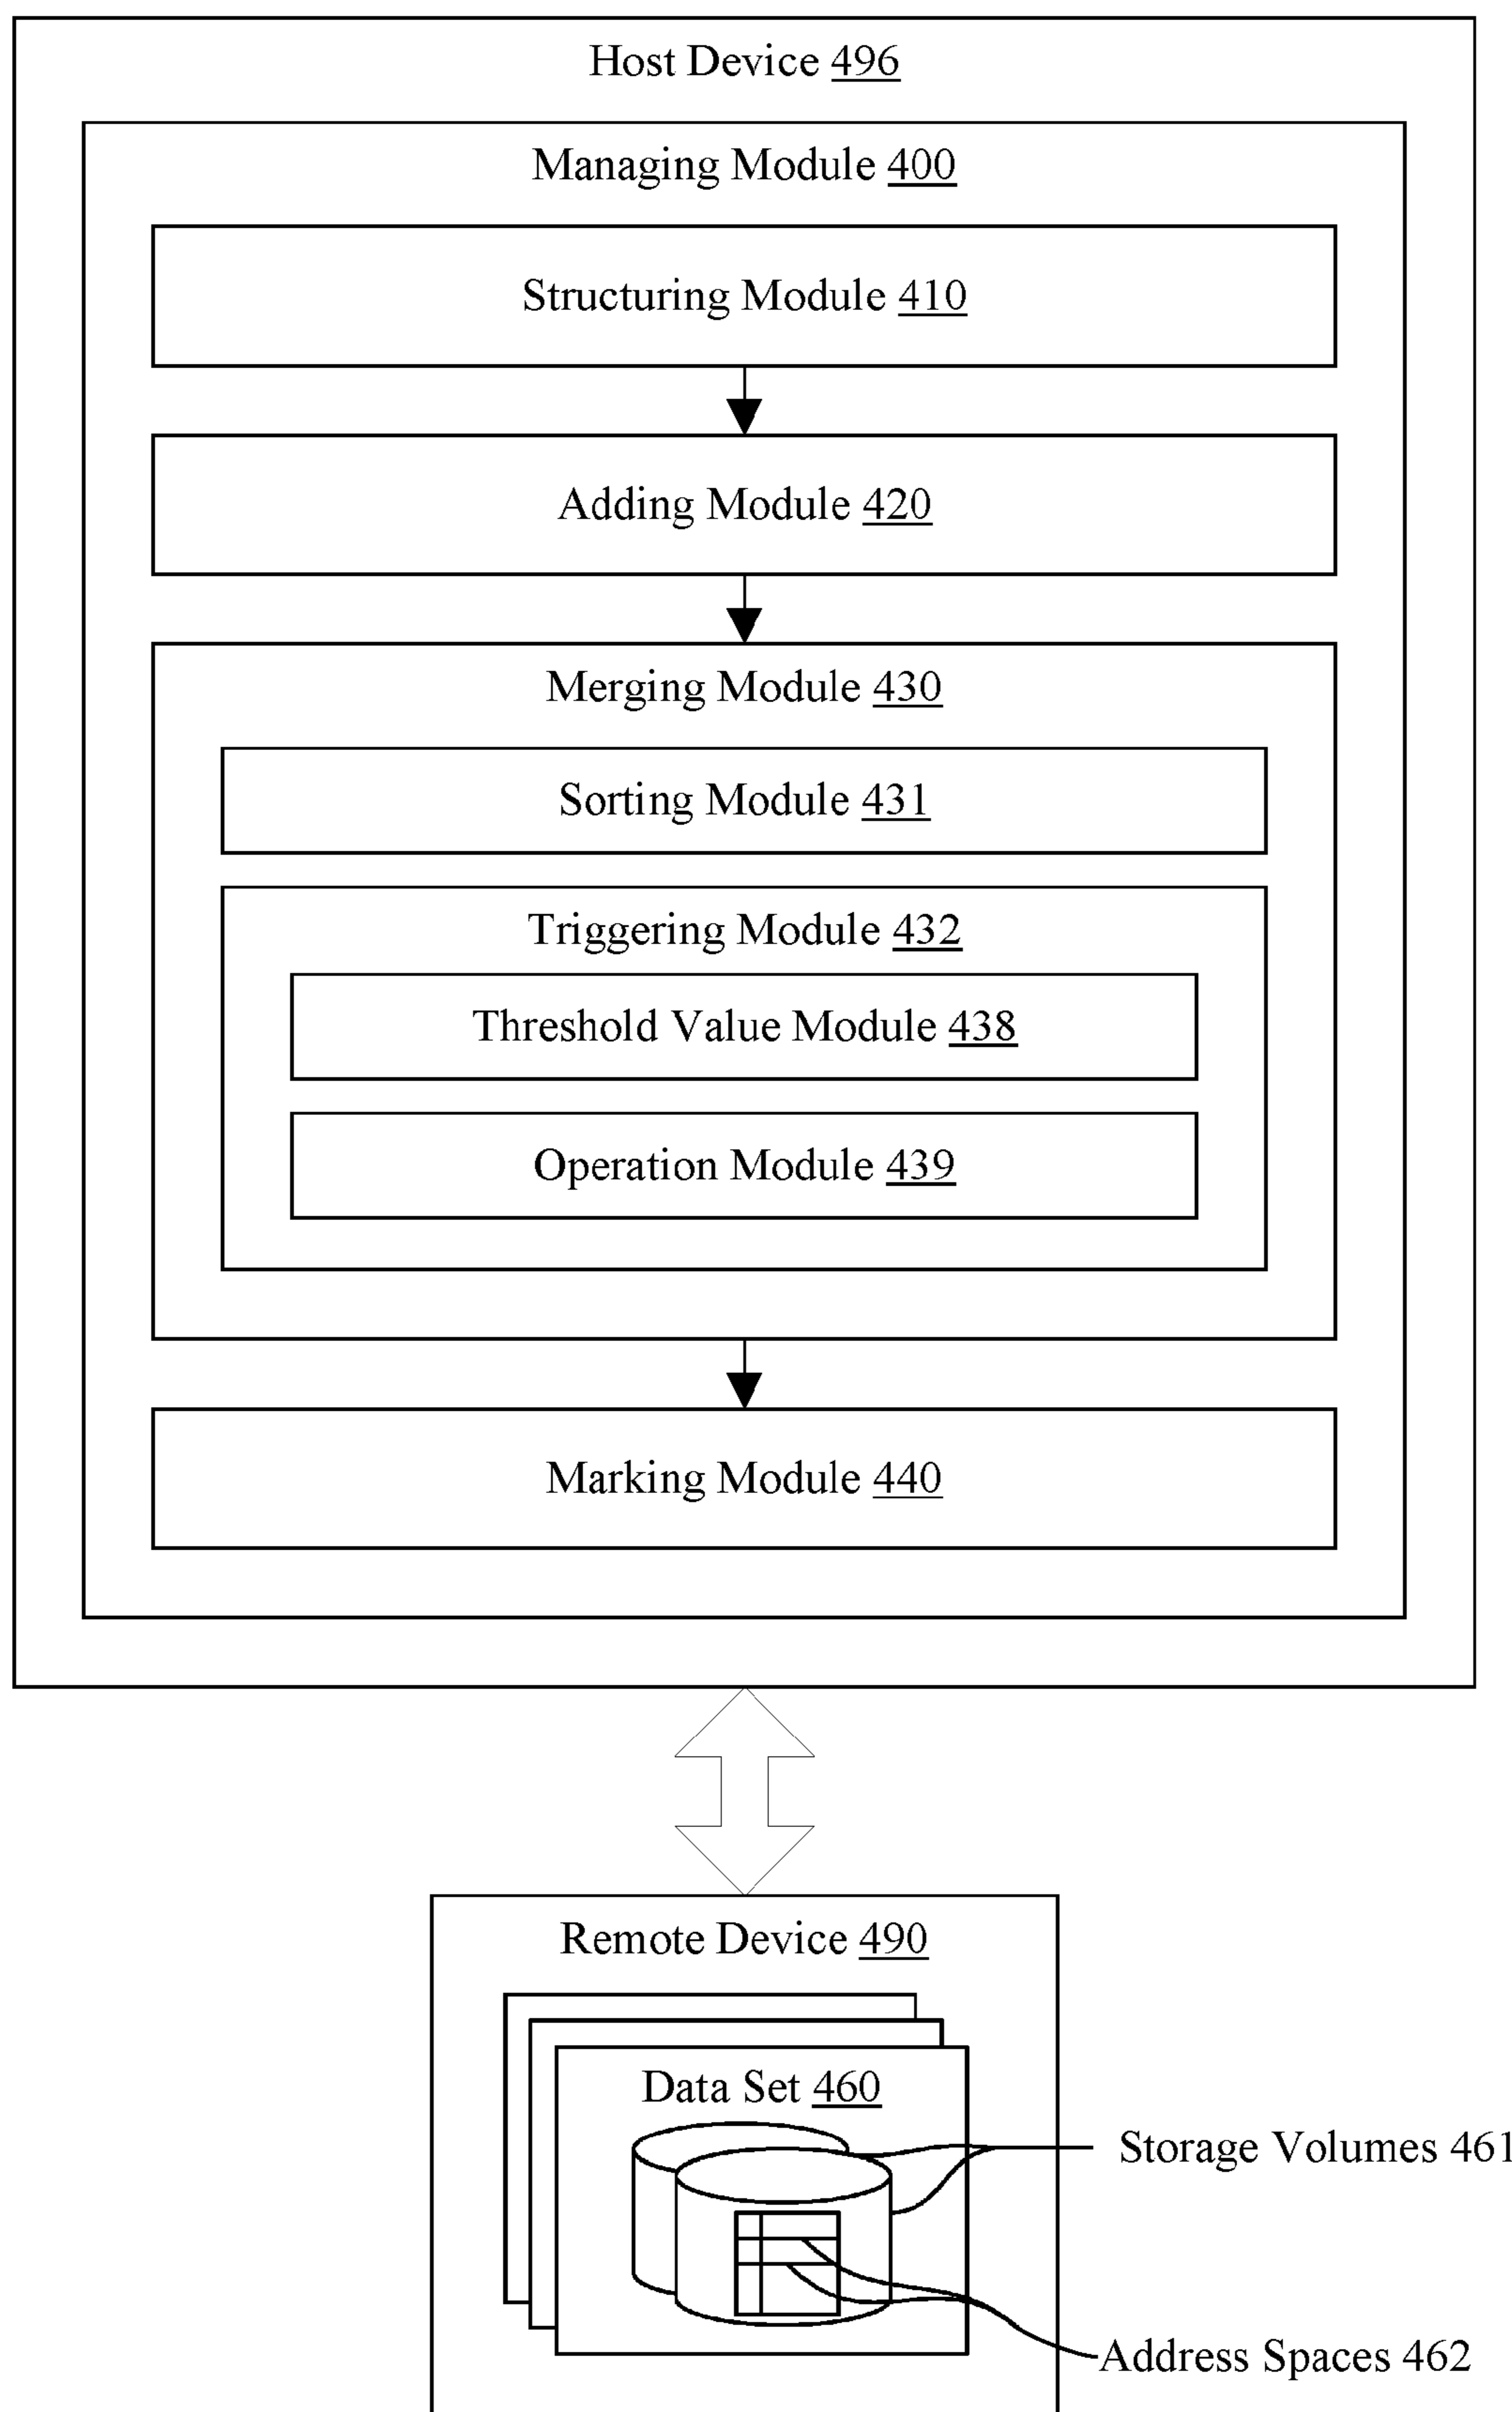 Host Device 496
Managing Module 400
Structuring Module 410
Adding Module 420
Merging Module 430
Sorting Module 431
Triggering Module 432
Threshold Value Module 438
Operation Module 439
Marking Module 440
Remote Device 490
Data Set 460
Storage Volumes 461
Address Spaces 462